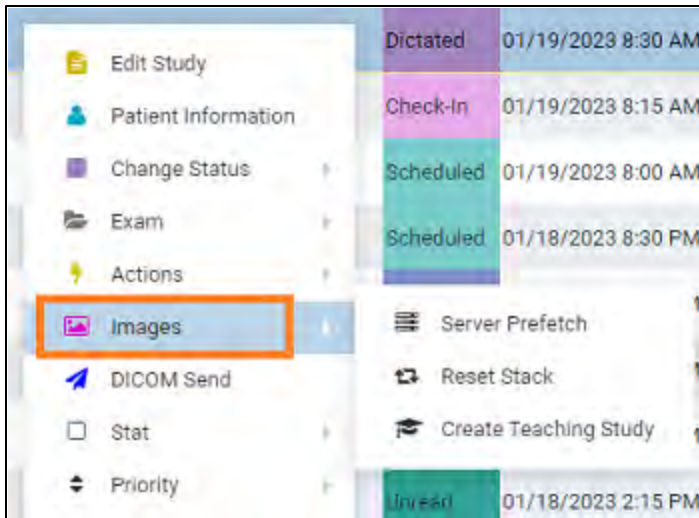 Edit Study
Patient Information
Change Status
Exam
Actions
Images
DICOM Send
Stat
Priority
Server Prefetch
Reset Stack
Create Teaching Study
Dictated 01/19/2023 8:30 AM
Check-In 01/19/2023 8:15 AM
Scheduled 01/19/2023 8:00 AM
Scheduled 01/18/2023 8:30 PM
Unread 01/18/2023 2:15 PM